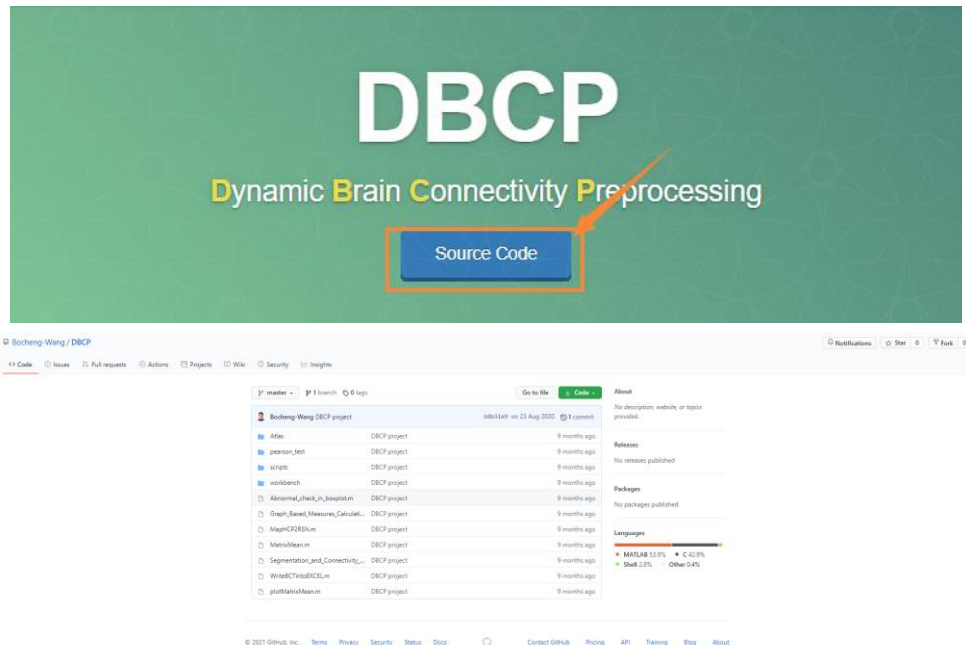 DBCP
Dynamic Brain Connectivity Preprocessing
Source Code
Bocheng-Wang / DBCP
Notifications Star 0 Fork 0
Code Issues Pull requests Actions Projects Wiki Security Insights
master 1 branch 0 tags Go to file Code
About
No description, website, or topics provided.
Bocheng-Wang DBCP project on 23 Aug 2020 1 commit
Atlas DBCP project 9 months ago
pearson_test DBCP project 9 months ago
scripts DBCP project 9 months ago
workbench DBCP project 9 months ago
Abnormal_check_in_boxplot.m DBCP project 9 months ago
Graph_Based_Measures_Calculati... DBCP project 9 months ago
MapHCP2RSN.m DBCP project 9 months ago
MatrixMean.m DBCP project 9 months ago
Segmentation_and_Connectivity_... DBCP project 9 months ago
WriteBCTintoEXCEL.m DBCP project 9 months ago
plotMatrixMean.m DBCP project 9 months ago
Releases
No releases published
Packages
No packages published
Languages
MATLAB 53.9% C 42.9%
Shell 2.8% Other 0.4%
© 2021 GitHub, Inc. Terms Privacy Security Status Docs Contact GitHub Pricing API Training Blog About